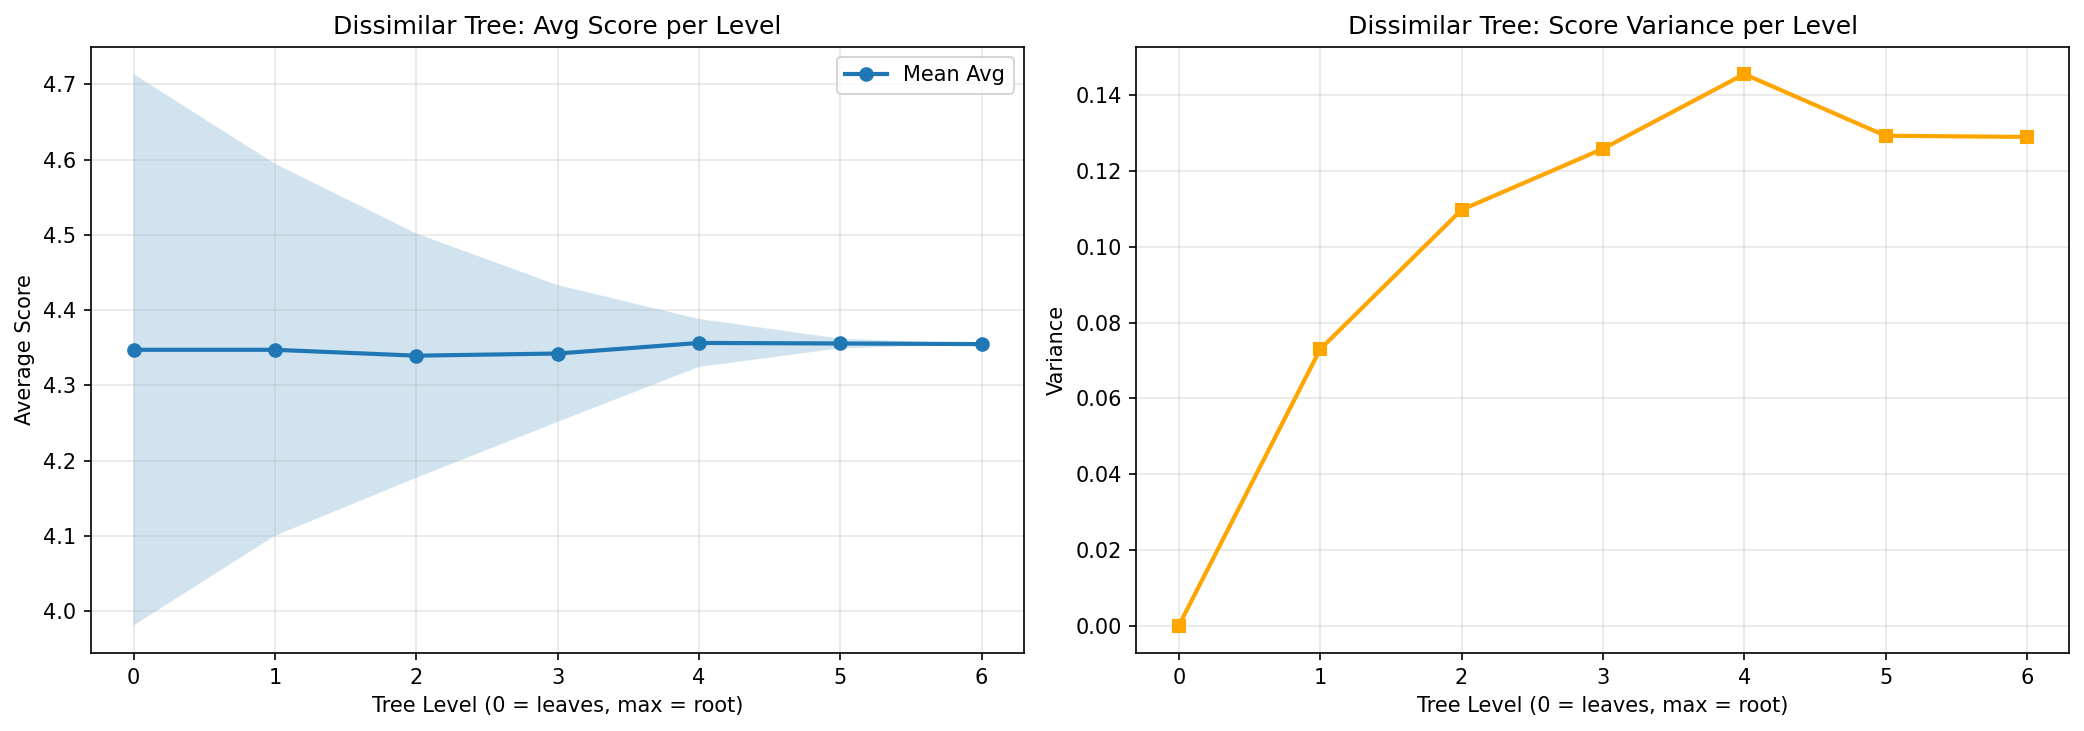 Dissimilar Tree: Avg Score per Level
Mean Avg
4.7
4.6
4.5
4.4
4.3
4.2
4.1
4.0
Average Score
0 1 2 3 4 5 6
Tree Level (0 = leaves, max = root)
Dissimilar Tree: Score Variance per Level
0.14
0.12
0.10
0.08
0.06
0.04
0.02
0.00
Variance
0 1 2 3 4 5 6
Tree Level (0 = leaves, max = root)